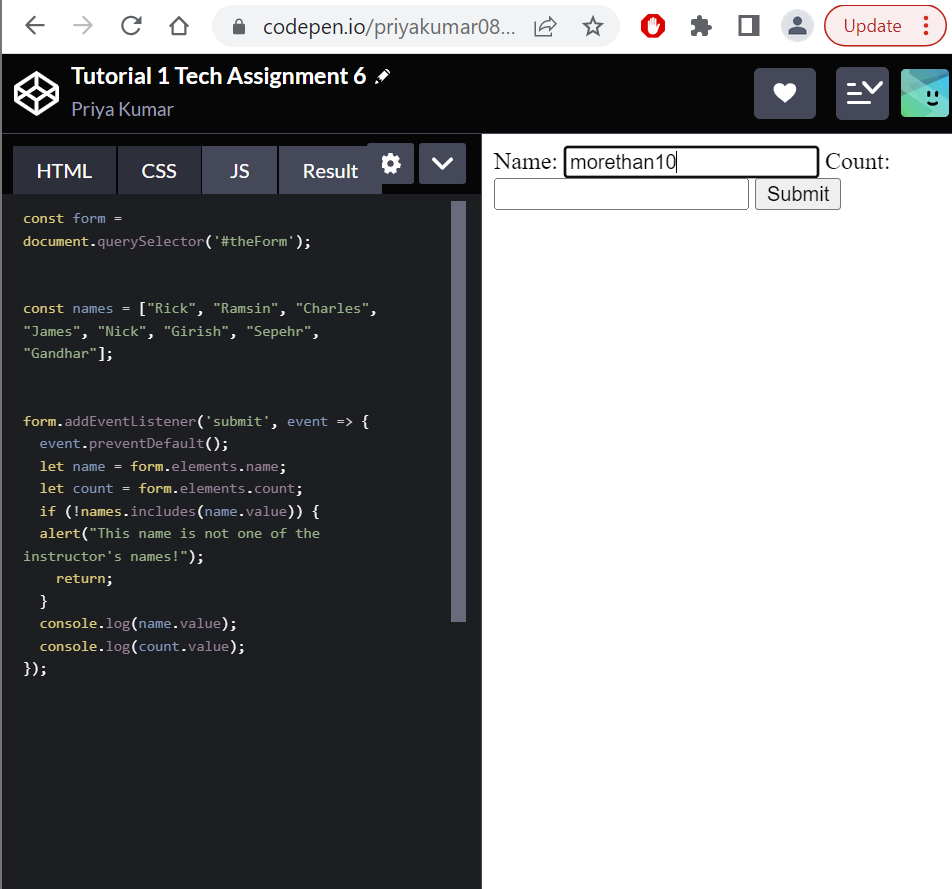 codepen.io/priyakumar08...
Update
Tutorial 1 Tech Assignment 6
Priya Kumar
HTML CSS JS Result
const form =
document.querySelector('#theForm');
const names = ["Rick", "Ramsin", "Charles",
"James", "Nick", "Girish", "Sepehr",
"Gandhar"];
form.addEventListener('submit', event => {
event.preventDefault();
let name = form.elements.name;
let count = form.elements.count;
if (!names.includes(name.value)) {
alert("This name is not one of the
instructor's names!");
return;
}
console.log(name.value);
console.log(count.value);
});
Name: morethan10 Count:
Submit